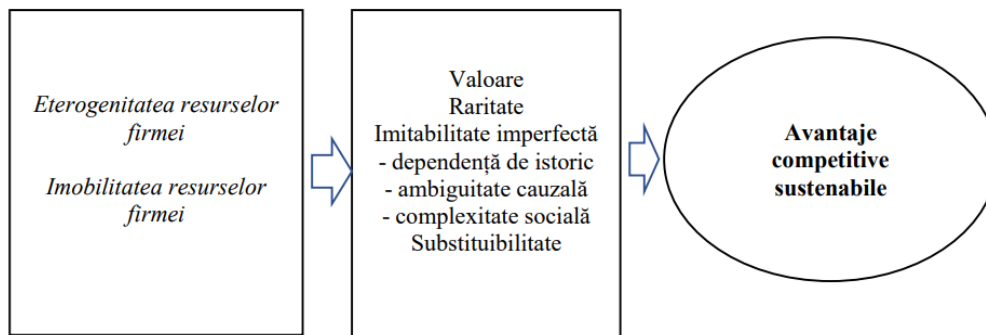 Eterogenitatea resurselor
firmei
Imobilitatea resurselor
firmei
Valoare
Raritate
Imitabilitate imperfectă
- dependență de istoric
- ambiguitate cauzală
- complexitate socială
Substituibilitate
Avantaje
competitive
sustenabile